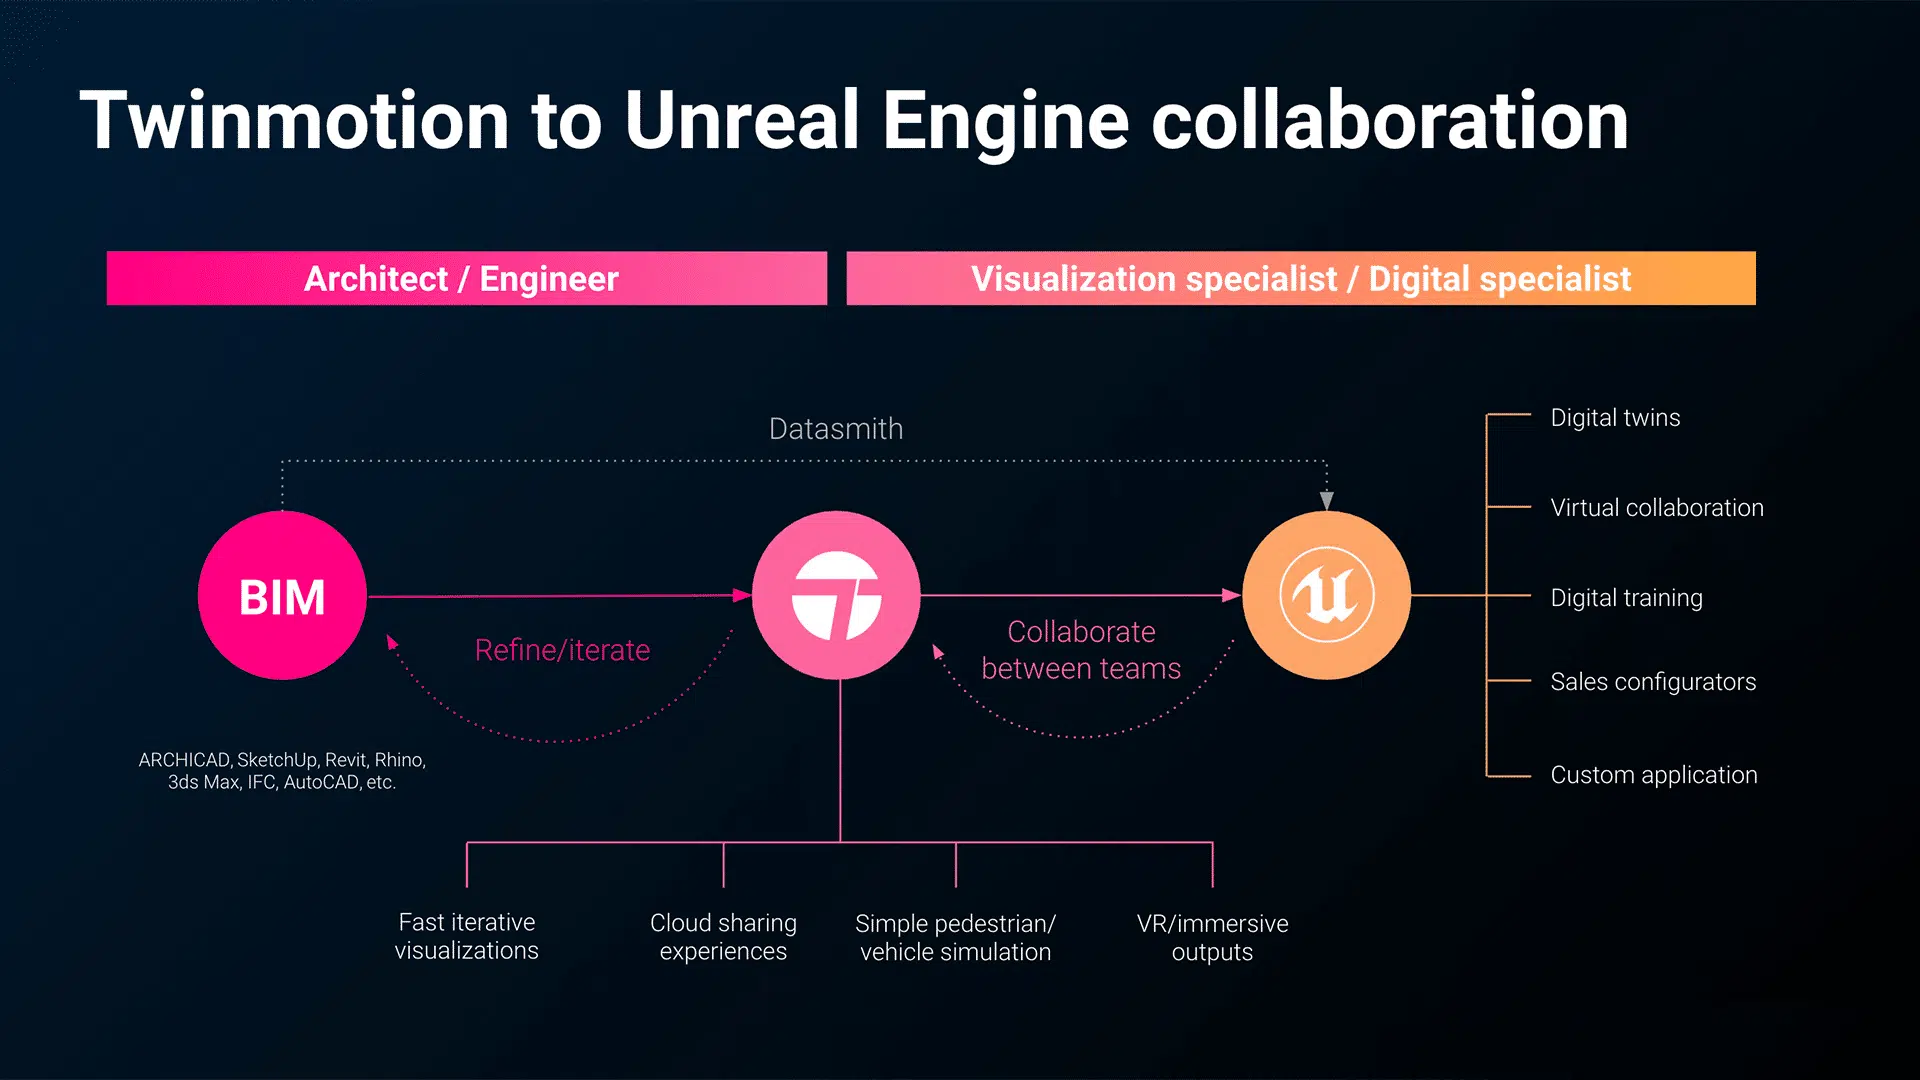 Twinmotion to Unreal Engine collaboration
Architect / Engineer
Visualization specialist / Digital specialist
Datasmith
BIM
Refine/iterate
Collaborate
between teams
ARCHICAD, SketchUp, Revit, Rhino,
3ds Max, IFC, AutoCAD, etc.
Digital twins
Virtual collaboration
Digital training
Sales configurators
Custom application
Fast iterative
visualizations
Cloud sharing
experiences
Simple pedestrian/
vehicle simulation
VR/immersive
outputs